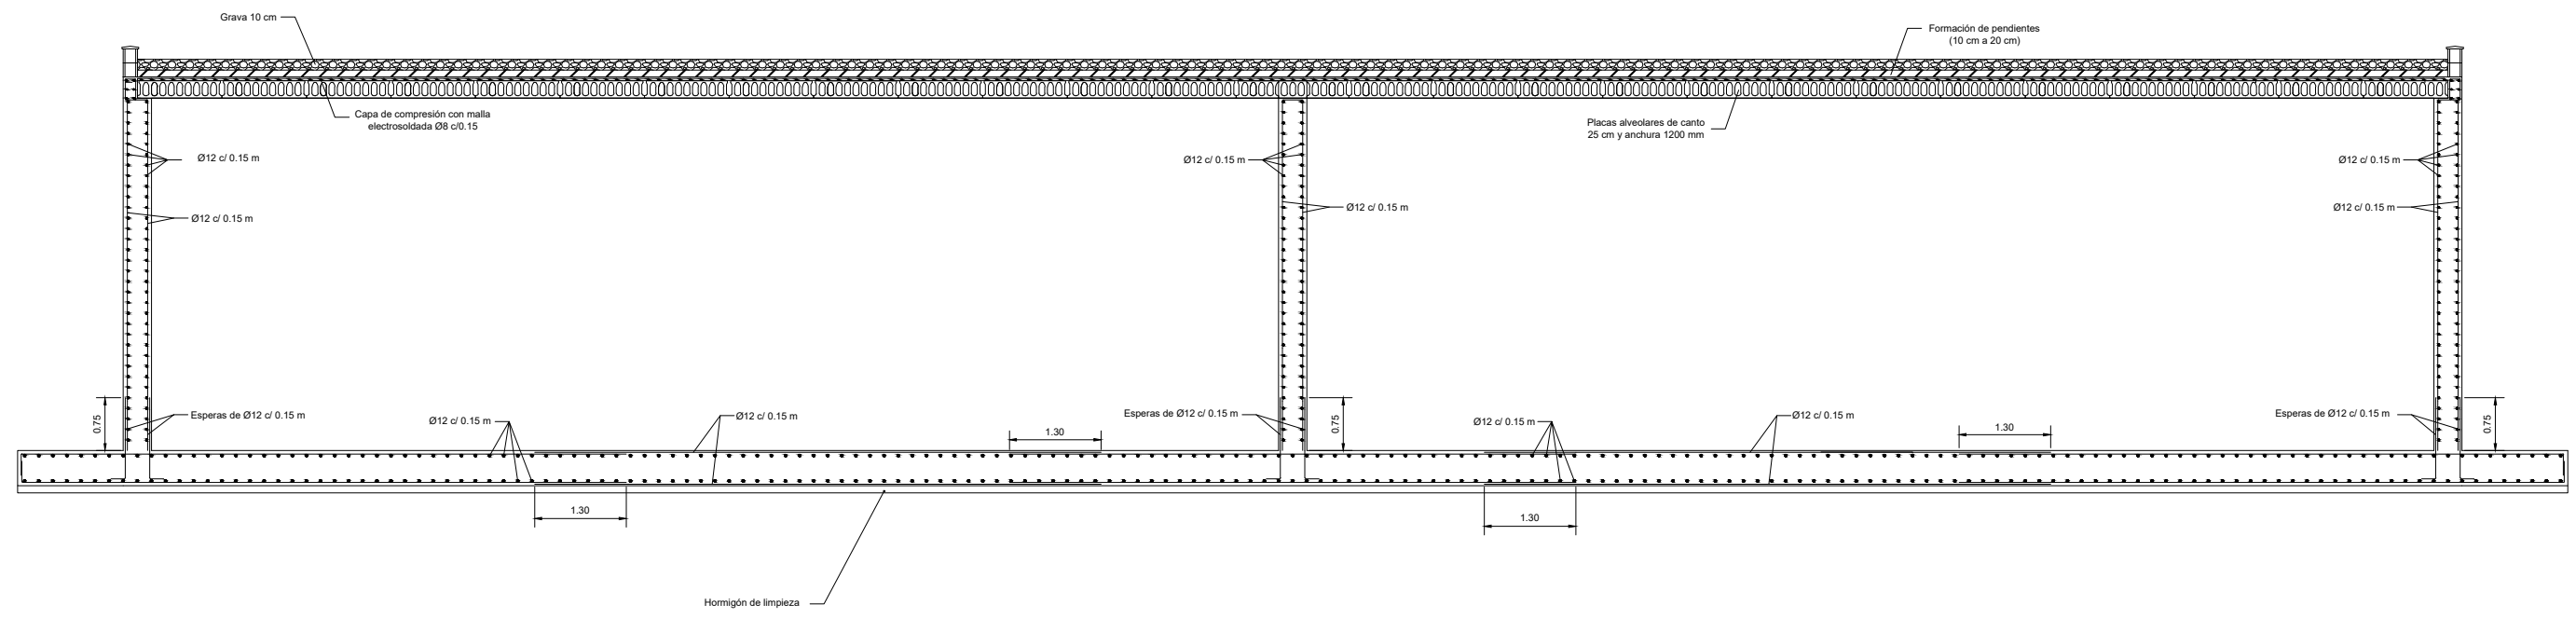 Grava 10 cm
Formación de pendientes
(10 cm a 20 cm)
Capa de compresión con malla
electrosoldada Ø8 c/0.15
Placas alveolares de canto
25 cm y anchura 1200 mm
Ø12 c/ 0.15 m
Ø12 c/ 0.15 m
Ø12 c/ 0.15 m
Ø12 c/ 0.15 m
Ø12 c/ 0.15 m
Ø12 c/ 0.15 m
0.75
Esperas de Ø12 c/ 0.15 m
Ø12 c/ 0.15 m
Ø12 c/ 0.15 m
1.30
Esperas de Ø12 c/ 0.15 m
0.75
Ø12 c/ 0.15 m
Ø12 c/ 0.15 m
1.30
Esperas de Ø12 c/ 0.15 m
0.75
1.30
1.30
Hormigón de limpieza